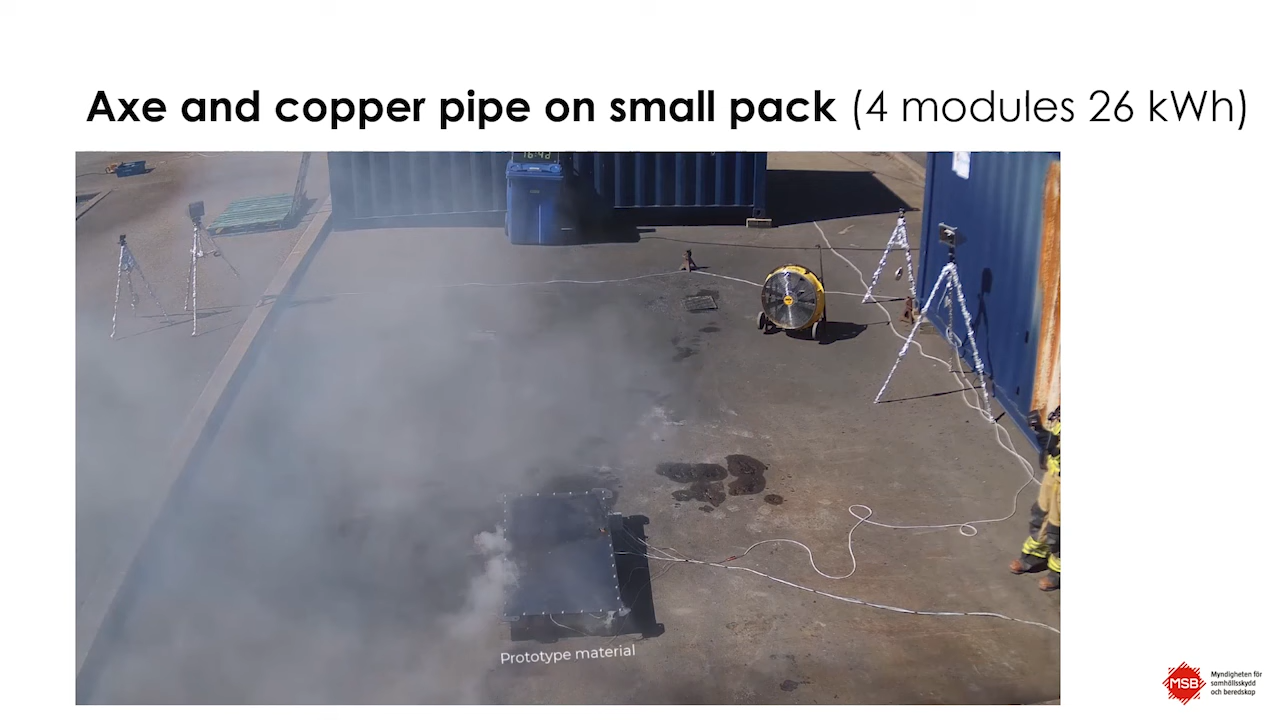 Axe and copper pipe on small pack (4 modules 26 kWh)
Prototype material
MSB
Myndigheten för
samhällsskydd
och beredskap